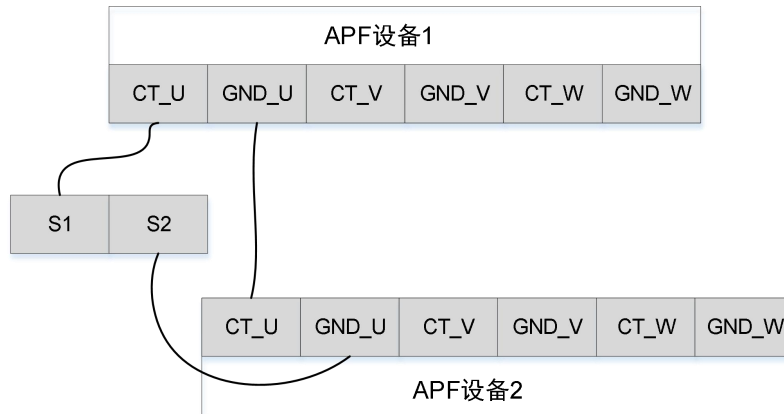 APF设备1
CT_U GND_U CT_V GND_V CT_W GND_W
S1 S2
CT_U GND_U CT_V GND_V CT_W GND_W
APF设备2